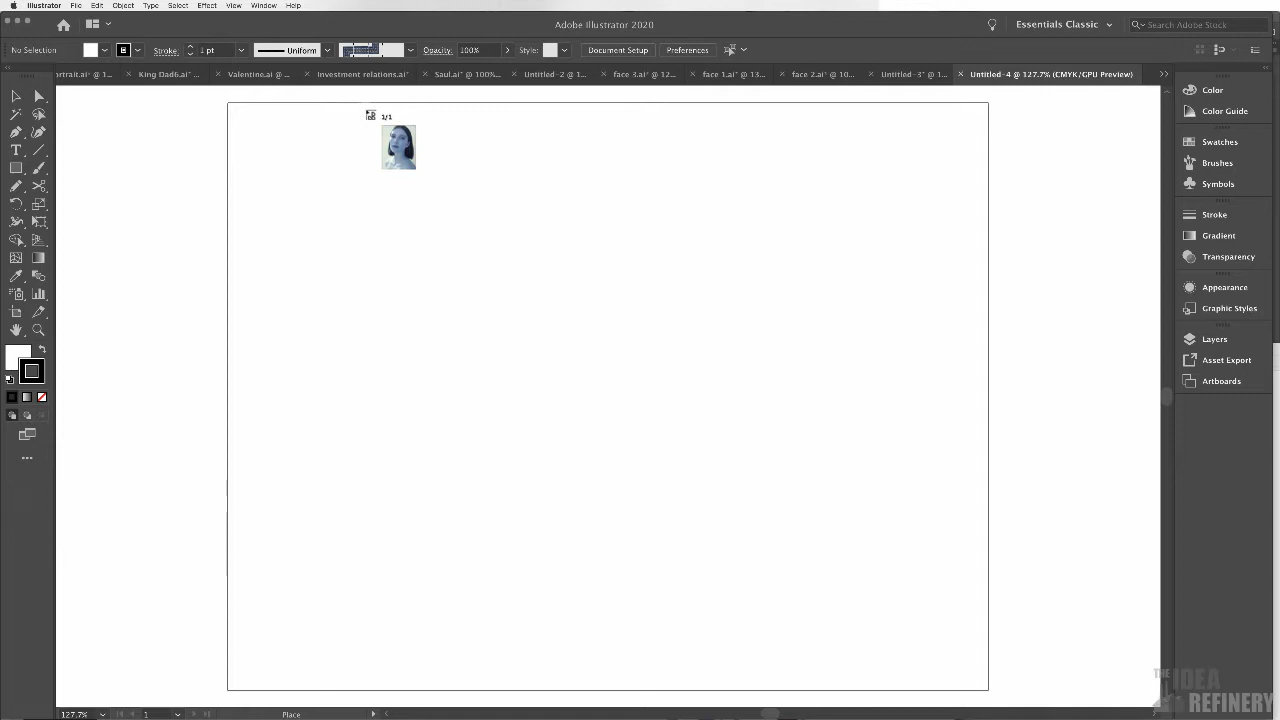 Illustrator File Edit Object Type Select Effect View Window Help
Adobe Illustrator 2020
Essentials Classic
Search Adobe Stock
No Selection
Stroke: 1 pt
Uniform
Opacity: 100%
Style:
Document Setup
Preferences
ortrait.ai* @ 1...
King Dad6.ai* ...
Valentine.ai @ ...
Investment relations.ai*
Saul.ai* @ 100%...
Untitled-2 @ 1...
face 3.ai* @ 12...
face 1.ai* @ 13...
face 2.ai* @ 10...
Untitled-3* @ 1...
Untitled-4 @ 127.7% (CMYK/GPU Preview)
1/1
Color
Color Guide
Swatches
Brushes
Symbols
Stroke
Gradient
Transparency
Appearance
Graphic Styles
Layers
Asset Export
Artboards
THE IDEA
REFINERY
127.7%
1
Place